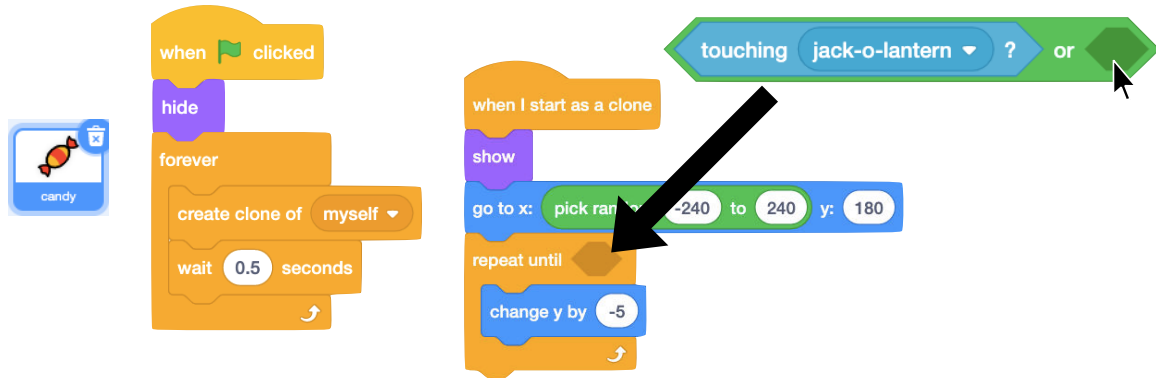 candy
when clicked
hide
forever
create clone of myself
wait 0.5 seconds
when I start as a clone
show
go to x: pick -240 to 240 y: 180
repeat until
change y by -5
touching jack-o-lantern ? or